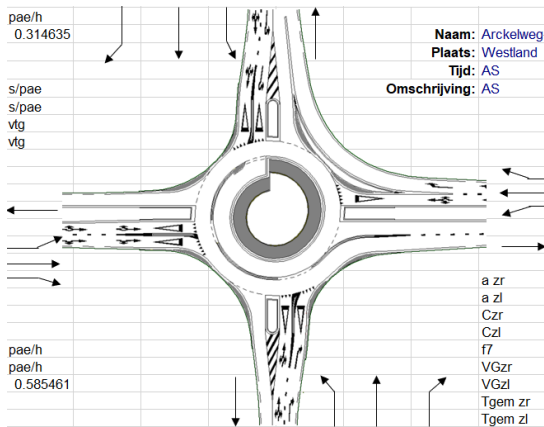 pae/h
0.314635
Naam: Arckelweg
Plaats: Westland
Tijd: AS
Omschrijving: AS
s/pae
s/pae
vtg
vtg
a zr
a zl
Czr
Czl
f7
VGzr
VGzl
Tgem zr
Tgem zl
pae/h
pae/h
0.585461